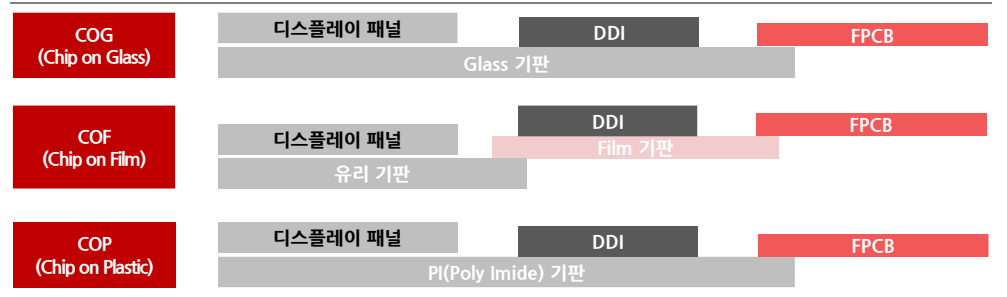 COG
(Chip on Glass)
디스플레이 패널
DDI
FPCB
Glass 기판
COF
(Chip on Film)
디스플레이 패널
DDI
FPCB
Film 기판
유리 기판
COP
(Chip on Plastic)
디스플레이 패널
DDI
FPCB
PI(Poly Imide) 기판